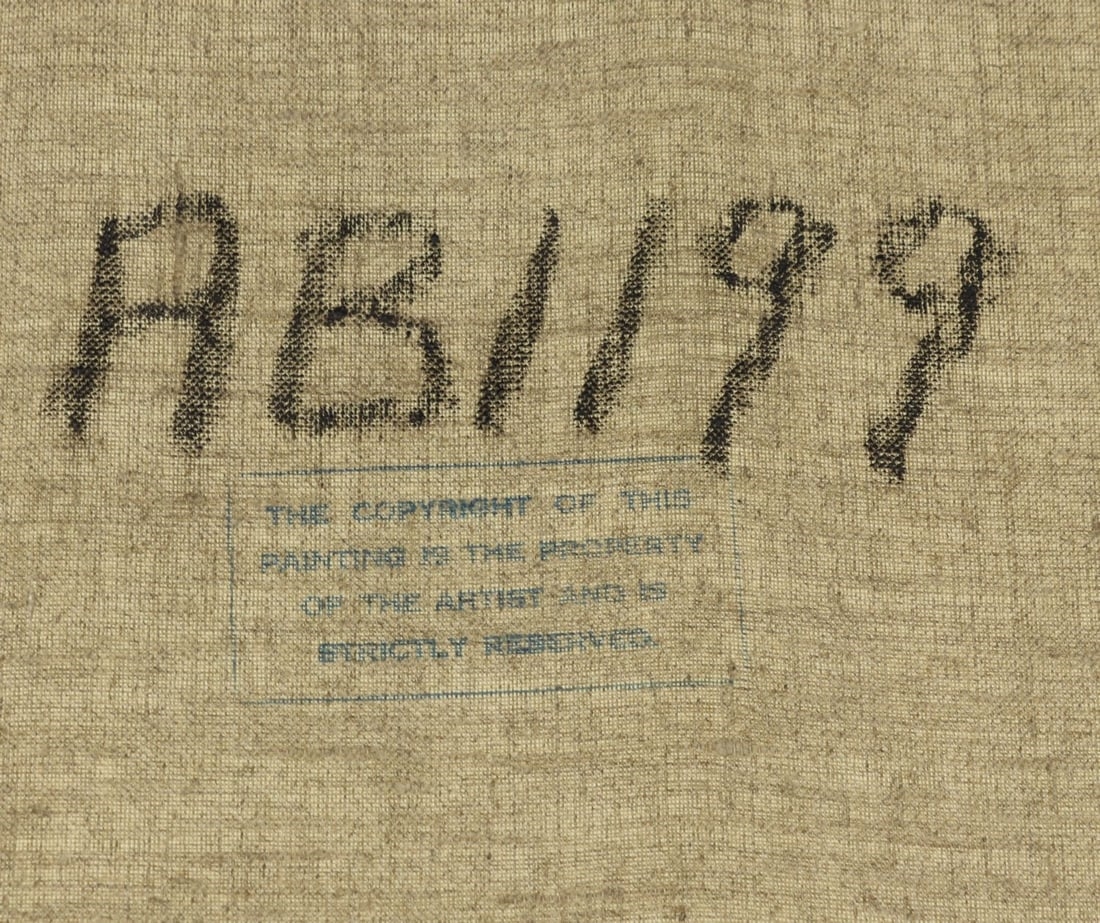 AB1199
THE COPYRIGHT OF THIS
PAINTING IS THE PROPERTY
OF THE ARTIST AND IS
STRICTLY RESERVED.